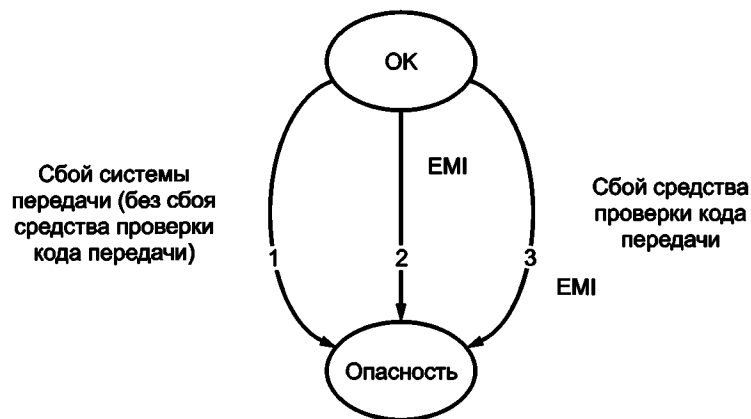 ОК
Сбой системы
передачи (без сбоя
средства проверки
кода передачи)
EMI
Сбой средства
проверки кода
передачи
1
2
3
EMI
Опасность